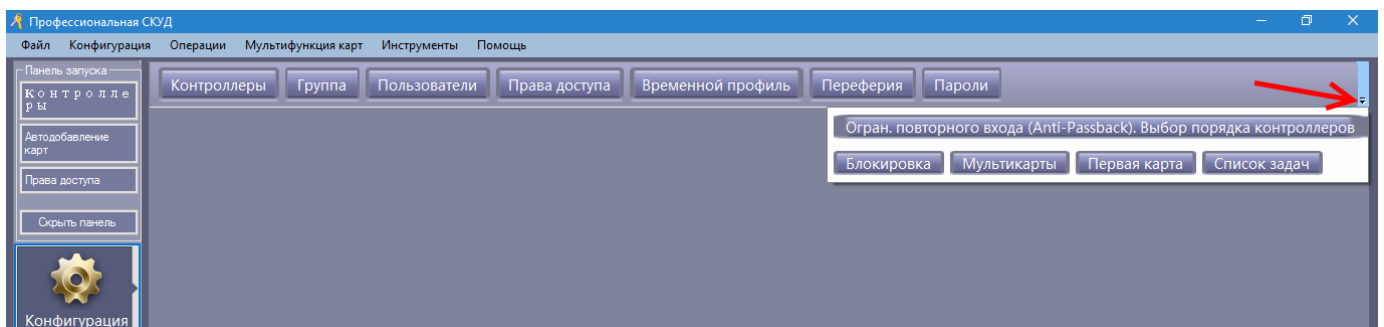 Профессиональная СКУД
Файл Конфигурация Операции Мультифункция карт Инструменты Помощь
Панель запуска
Контролле
ры
Автодобавление
карт
Права доступа
Скрыть панель
Конфигурация
Контроллеры Группа Пользователи Права доступа Временной профиль Переферия Пароли
Огран. повторного входа (Anti-Passback). Выбор порядка контроллеров
Блокировка Мультикарты Первая карта Список задач